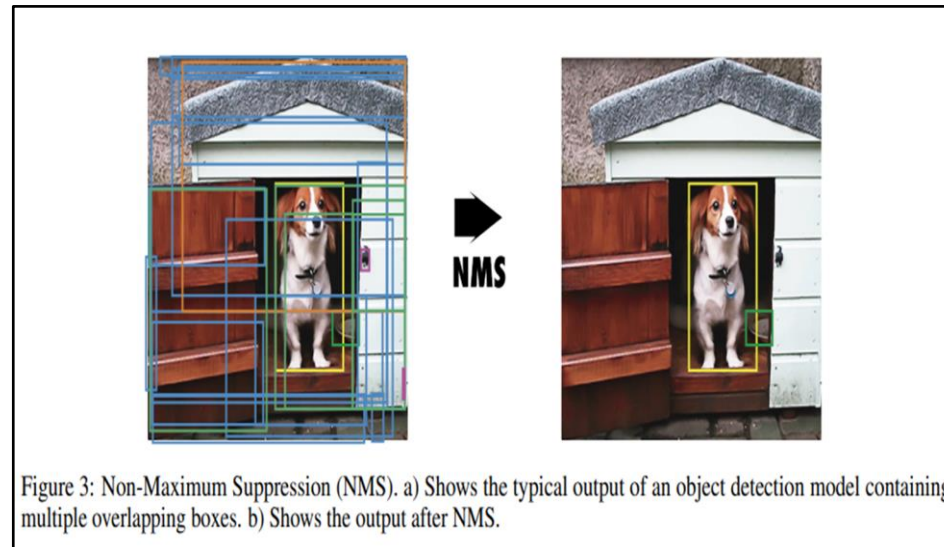 NMS
Figure 3: Non-Maximum Suppression (NMS). a) Shows the typical output of an object detection model containing
multiple overlapping boxes. b) Shows the output after NMS.